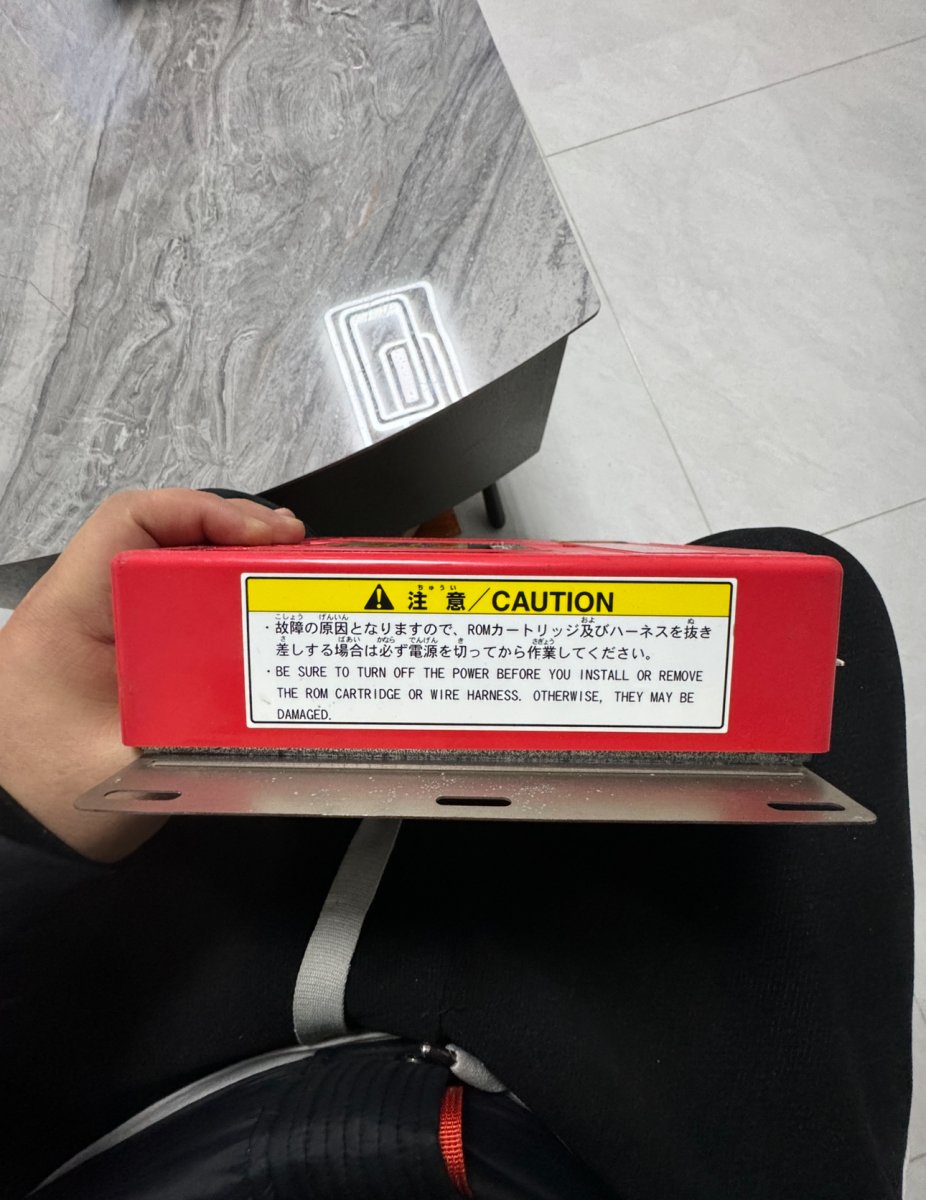 注意／CAUTION
・故障の原因となりますので、ROMカートリッジ及びハーネスを抜き
差しする場合は必ず電源を切ってから作業してください。
・BE SURE TO TURN OFF THE POWER BEFORE YOU INSTALL OR REMOVE
THE ROM CARTRIDGE OR WIRE HARNESS. OTHERWISE, THEY MAY BE
DAMAGED.